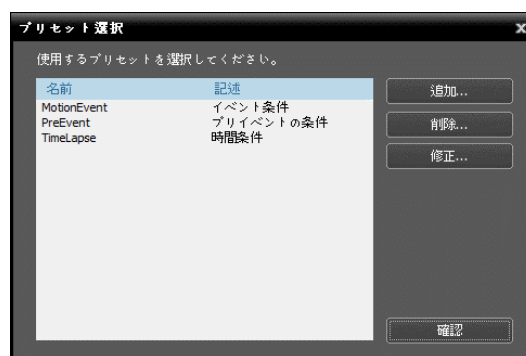 プリセット選択
使用するプリセットを選択してください。
名前 記述
MotionEvent イベント条件
PreEvent プリイベントの条件
TimeLapse 時間条件
追加...
削除...
修正...
確認